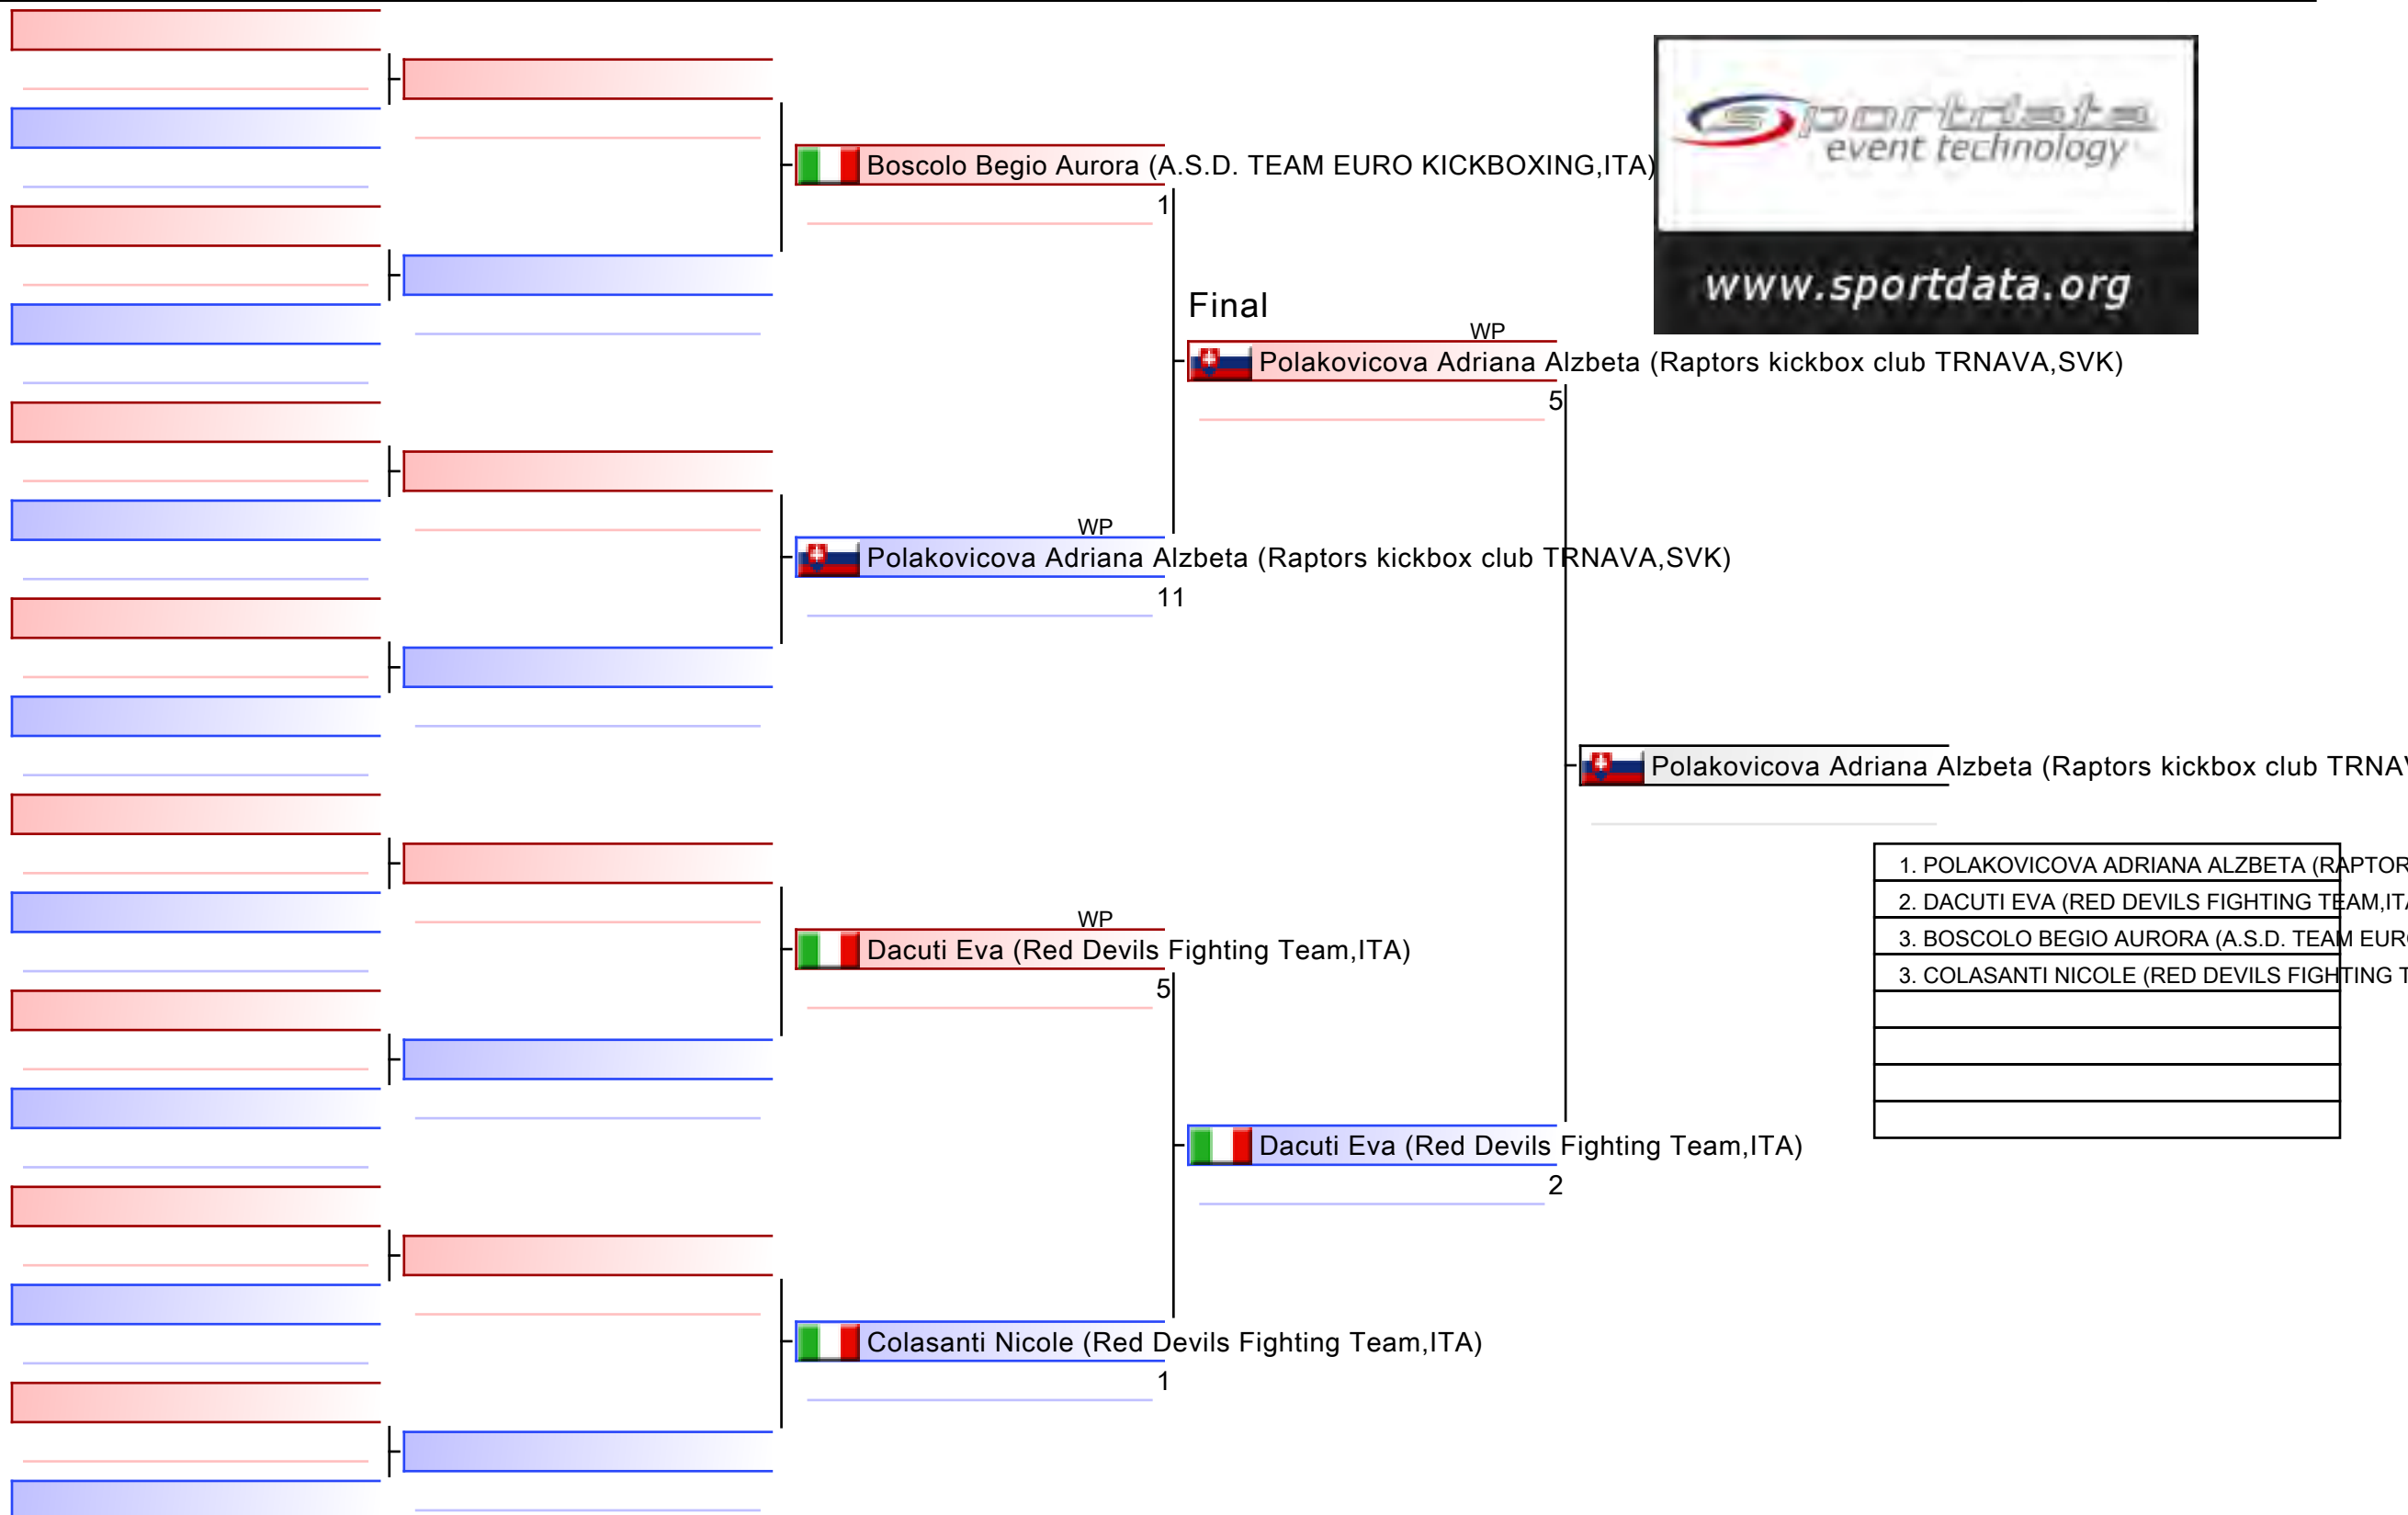 sportdata
event technology
www.sportdata.org
Boscolo Begio Aurora (A.S.D. TEAM EURO KICKBOXING,ITA)
1
Final
WP
Polakovicova Adriana Alzbeta (Raptors kickbox club TRNAVA,SVK)
5
WP
Polakovicova Adriana Alzbeta (Raptors kickbox club TRNAVA,SVK)
11
Polakovicova Adriana Alzbeta (Raptors kickbox club TRNAV
1. POLAKOVICOVA ADRIANA ALZBETA (RAPTOR
2. DACUTI EVA (RED DEVILS FIGHTING TEAM,ITA
3. BOSCOLO BEGIO AURORA (A.S.D. TEAM EURO
3. COLASANTI NICOLE (RED DEVILS FIGHTING T
WP
Dacuti Eva (Red Devils Fighting Team,ITA)
5
Dacuti Eva (Red Devils Fighting Team,ITA)
2
Colasanti Nicole (Red Devils Fighting Team,ITA)
1